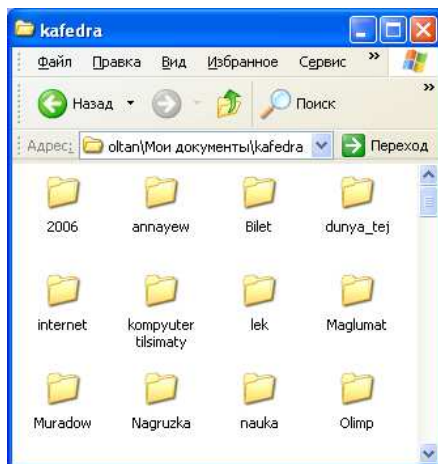 kafedra
Файл Правка Вид Избранное Сервис »
Назад Поиск »
Адрес: oltan\Мои документы\kafedra Переход
2006 annayew Bilet dunya_tej
internet kompyuter tilsimaty lek Maglumat
Muradow Nagruzka nauka Olimp